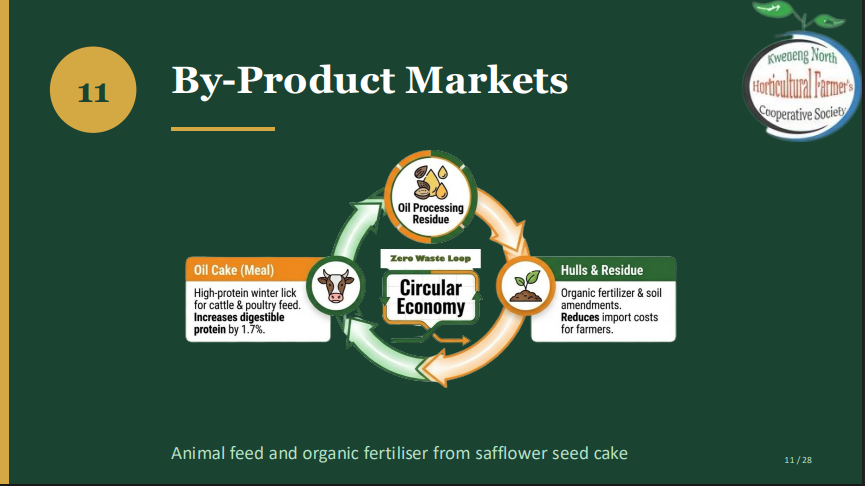 11
By-Product Markets
Kweneng North
Horticultural Farmer's
Cooperative Society
Oil Processing
Residue
Zero Waste Loop
Circular
Economy
Oil Cake (Meal)
High-protein winter lick
for cattle & poultry feed.
Increases digestible
protein by 1.7%.
Hulls & Residue
Organic fertilizer & soil
amendments.
Reduces import costs
for farmers.
Animal feed and organic fertiliser from safflower seed cake
11 / 28